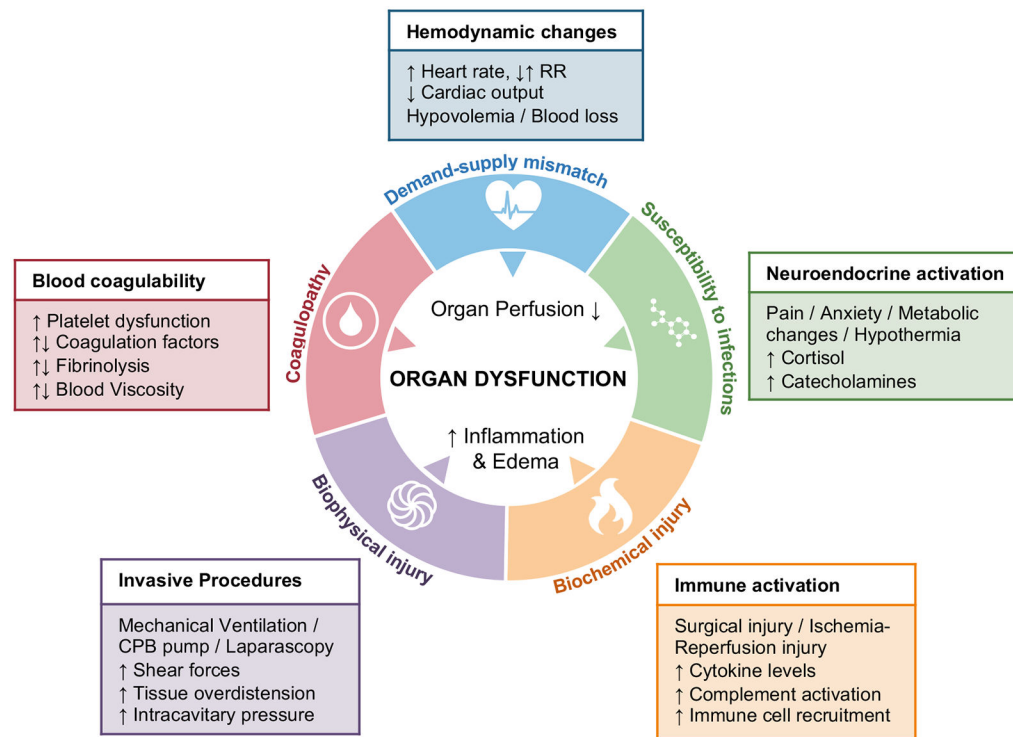 Hemodynamic changes
↑ Heart rate, ↓↑ RR
↓ Cardiac output
Hypovolemia / Blood loss
Demand-supply mismatch
Susceptibility to infections
Coagulopathy
Blood coagulability
↑ Platelet dysfunction
↑↓ Coagulation factors
↑↓ Fibrinolysis
↑↓ Blood Viscosity
Neuroendocrine activation
Pain / Anxiety / Metabolic
changes / Hypothermia
↑ Cortisol
↑ Catecholamines
Organ Perfusion ↓
ORGAN DYSFUNCTION
↑ Inflammation
& Edema
Biophysical injury
Biochemical injury
Invasive Procedures
Mechanical Ventilation /
CPB pump / Laparascopy
↑ Shear forces
↑ Tissue overdistension
↑ Intracavitary pressure
Immune activation
Surgical injury / Ischemia-
Reperfusion injury
↑ Cytokine levels
↑ Complement activation
↑ Immune cell recruitment